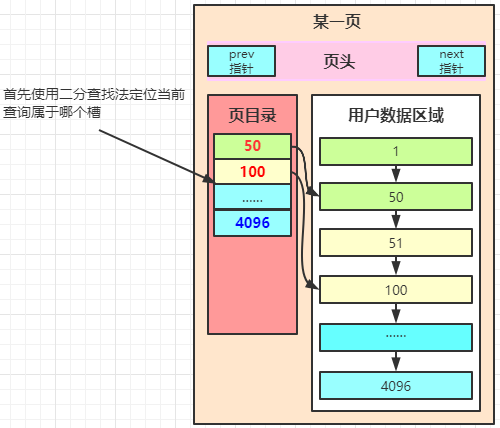 某一页
prev
指针
页头
next
指针
首先使用二分查找法定位当前
查询属于哪个槽
页目录
50
100
......
4096
用户数据区域
1
50
51
100
......
4096